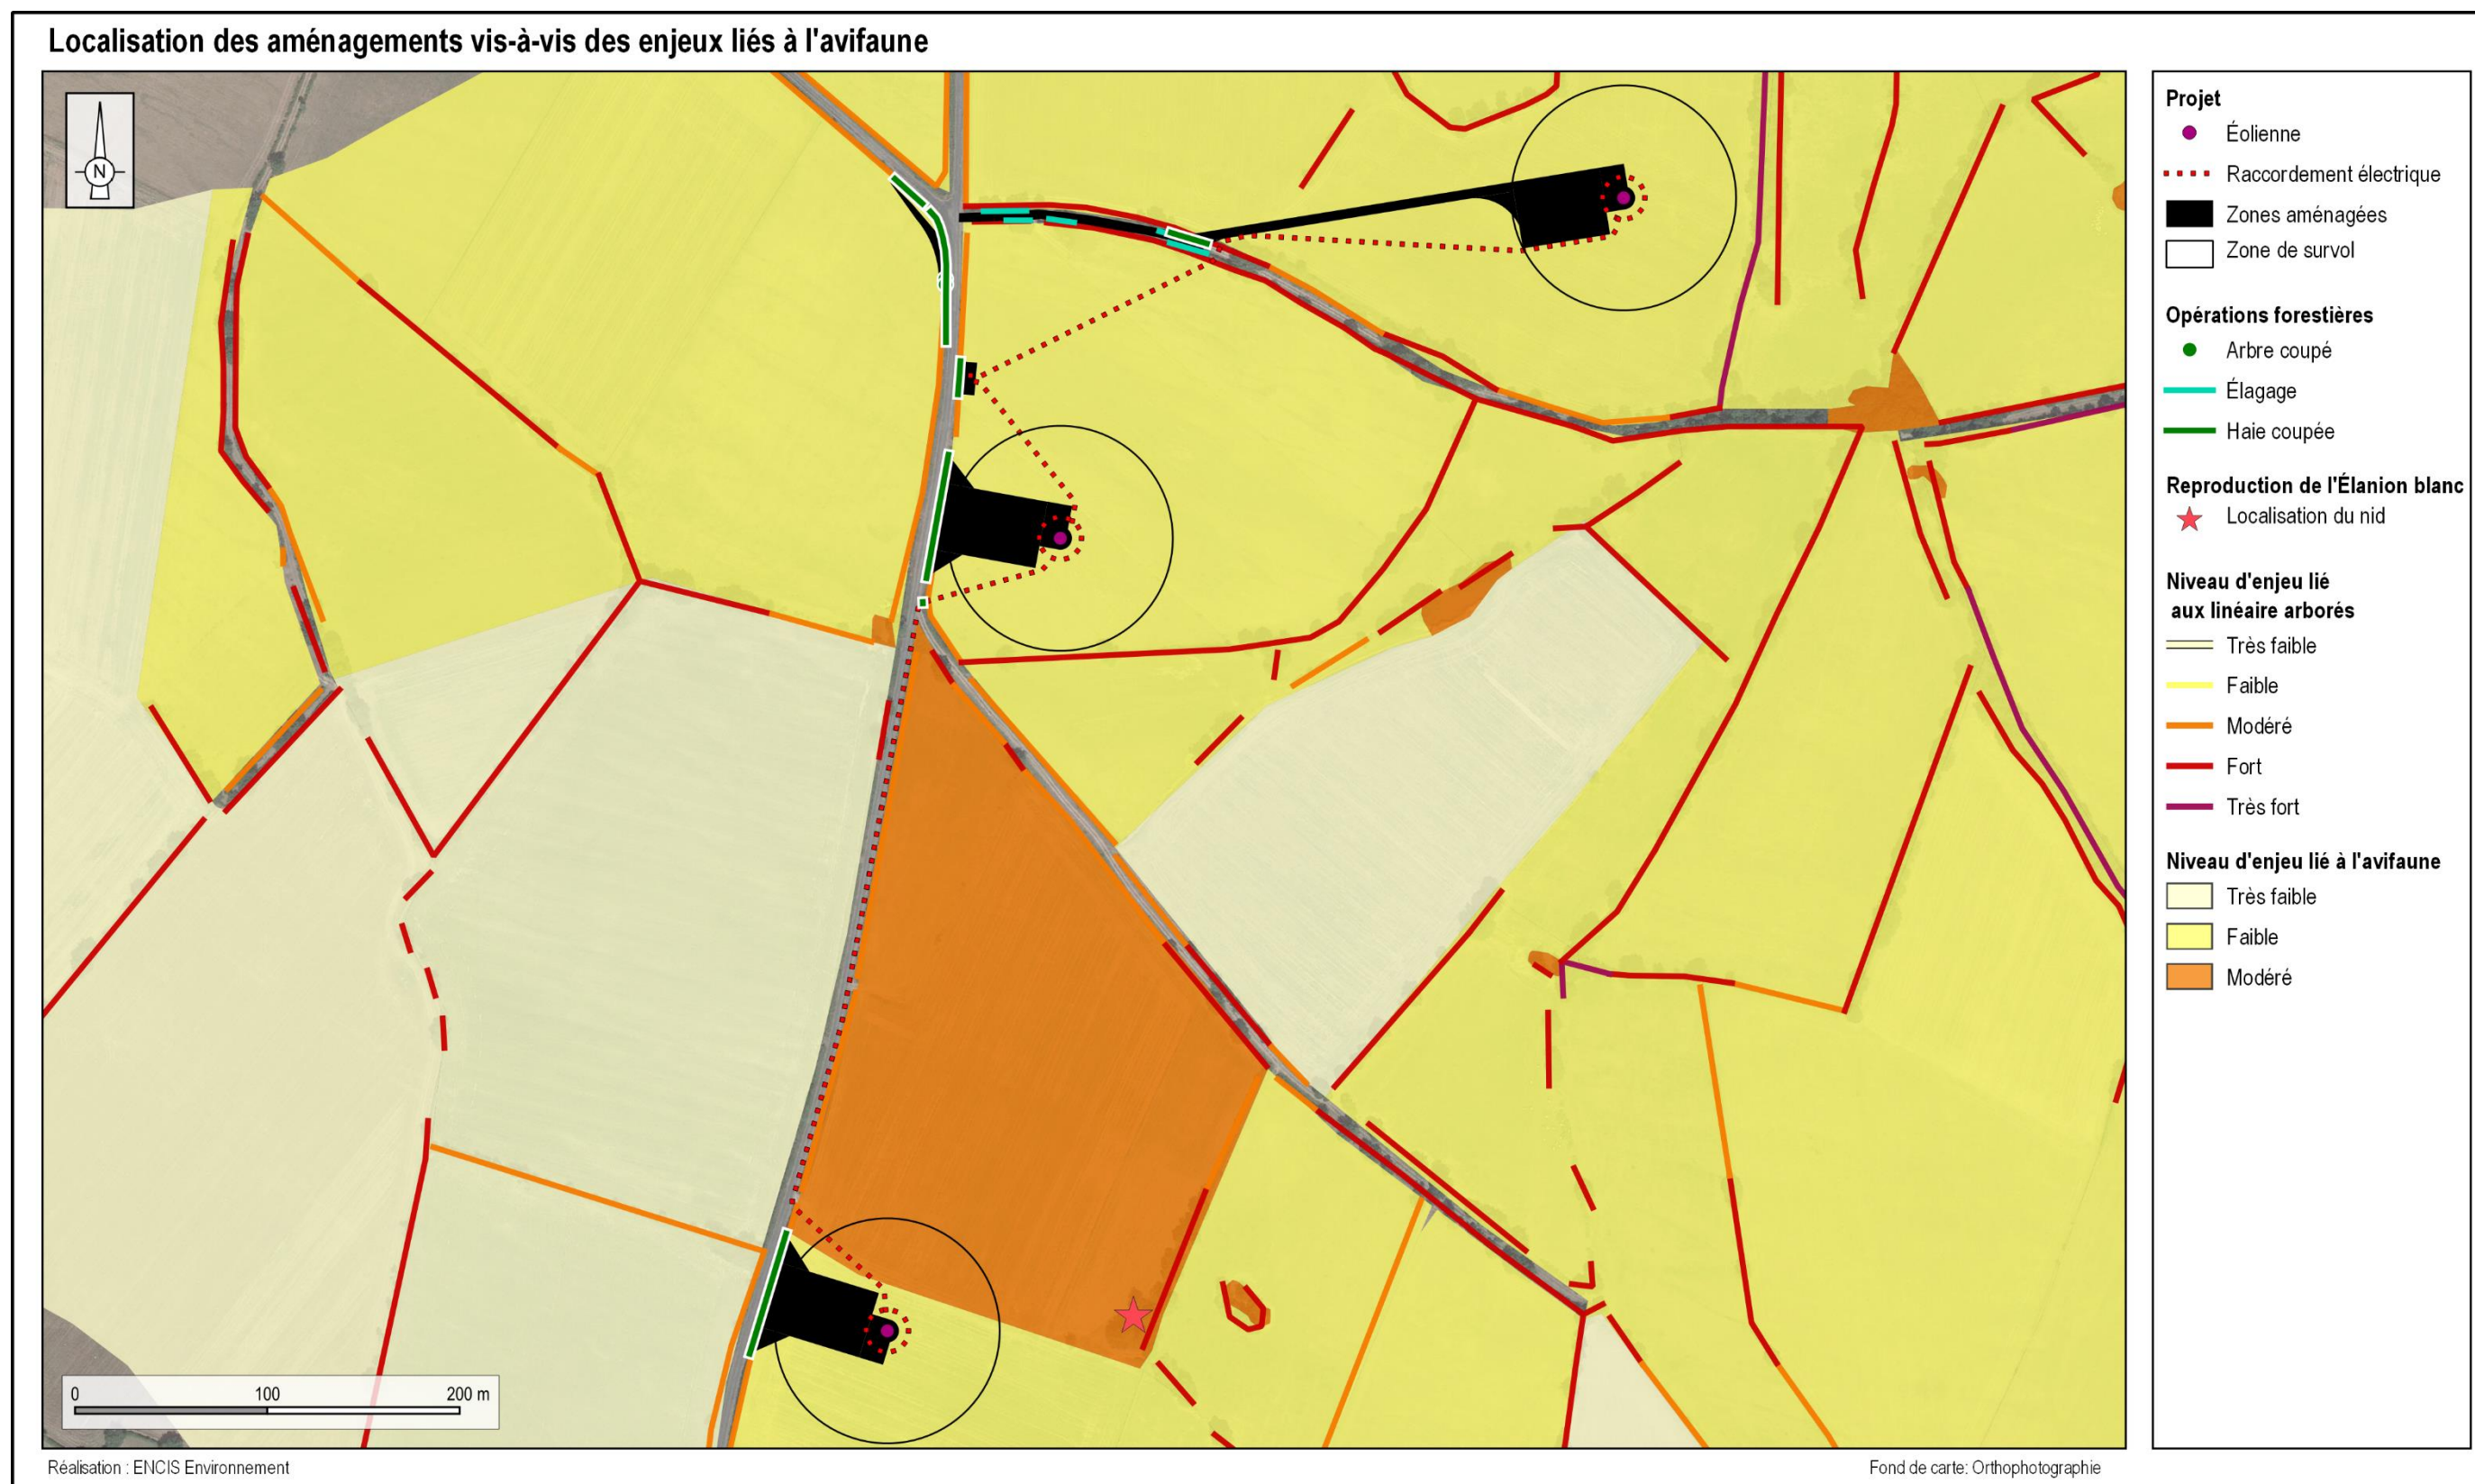 Localisation des aménagements vis-à-vis des enjeux liés à l'avifaune
N
0 100 200 m
Projet
Éolienne
Raccordement électrique
Zones aménagées
Zone de survol
Opérations forestières
Arbre coupé
Élagage
Haie coupée
Reproduction de l'Élanion blanc
Localisation du nid
Niveau d'enjeu lié
aux linéaire arborés
Très faible
Faible
Modéré
Fort
Très fort
Niveau d'enjeu lié à l'avifaune
Très faible
Faible
Modéré
Réalisation : ENCIS Environnement
Fond de carte: Orthophotographie